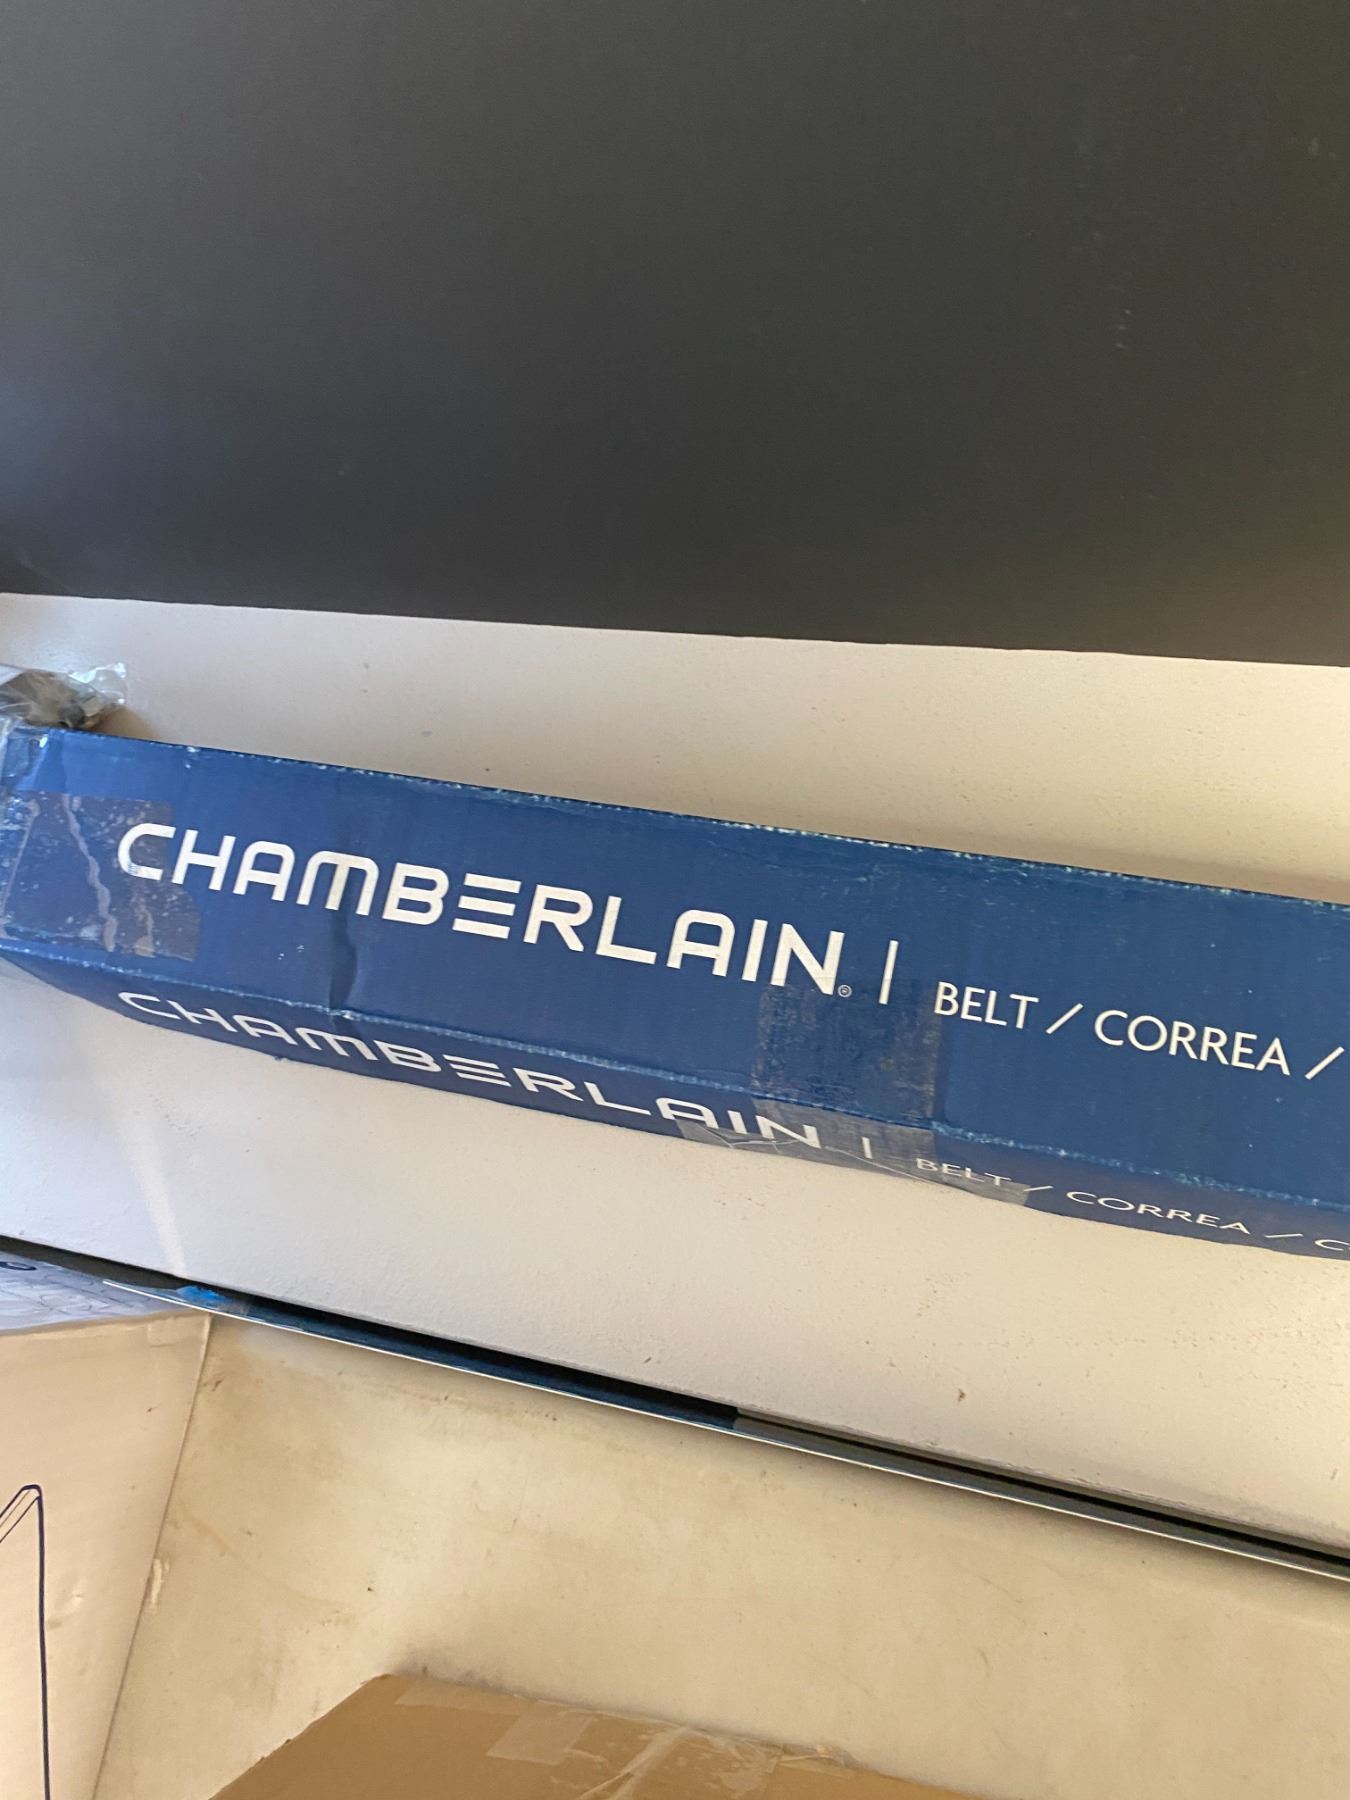 CHAMBERLAIN® | BELT / CORREA /
CHAMBERLAIN | BELT / CORREA / C